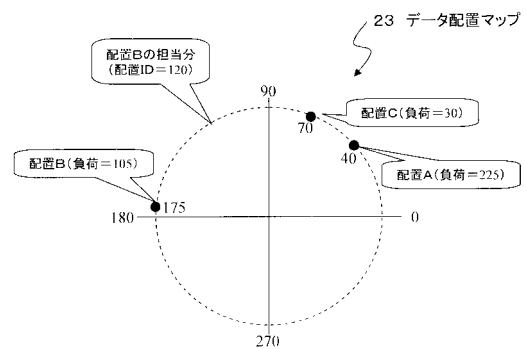 23 データ配置マップ
配置Bの担当分
(配置ID=120)
90
配置C(負荷=30)
70
配置B(負荷=105)
40
配置A(負荷=225)
175
180
0
270